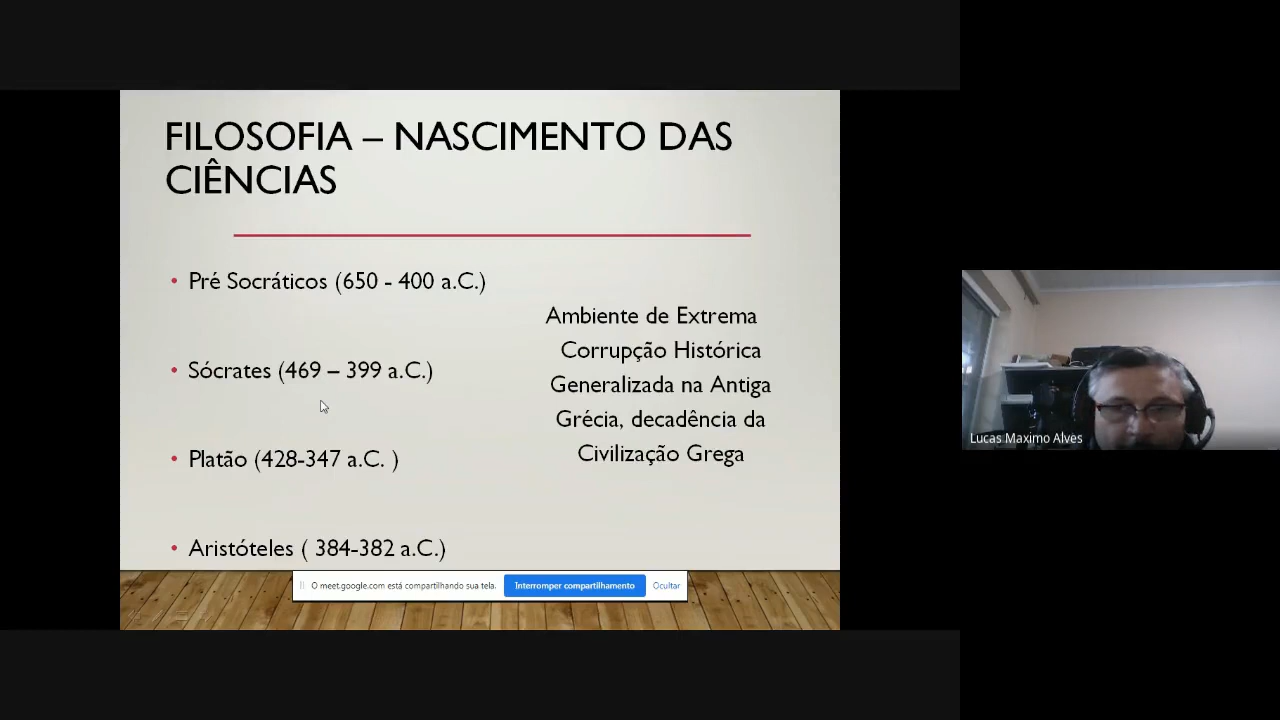 FILOSOFIA – NASCIMENTO DAS
CIÊNCIAS
• Pré Socráticos (650 - 400 a.C.)
• Sócrates (469 – 399 a.C.)
• Platão (428-347 a.C. )
• Aristóteles ( 384-382 a.C.)
Ambiente de Extrema
Corrupção Histórica
Generalizada na Antiga
Grécia, decadência da
Civilização Grega
O meet.google.com está compartilhando sua tela.
Interromper compartilhamento
Ocultar
Lucas Maximo Alves